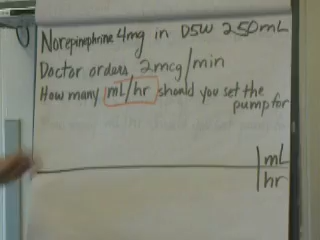 Norepinephrine 4mg in D5W 250mL
Doctor orders 2mcg/min
How many mL/hr should you set the
pump for
mL
hr